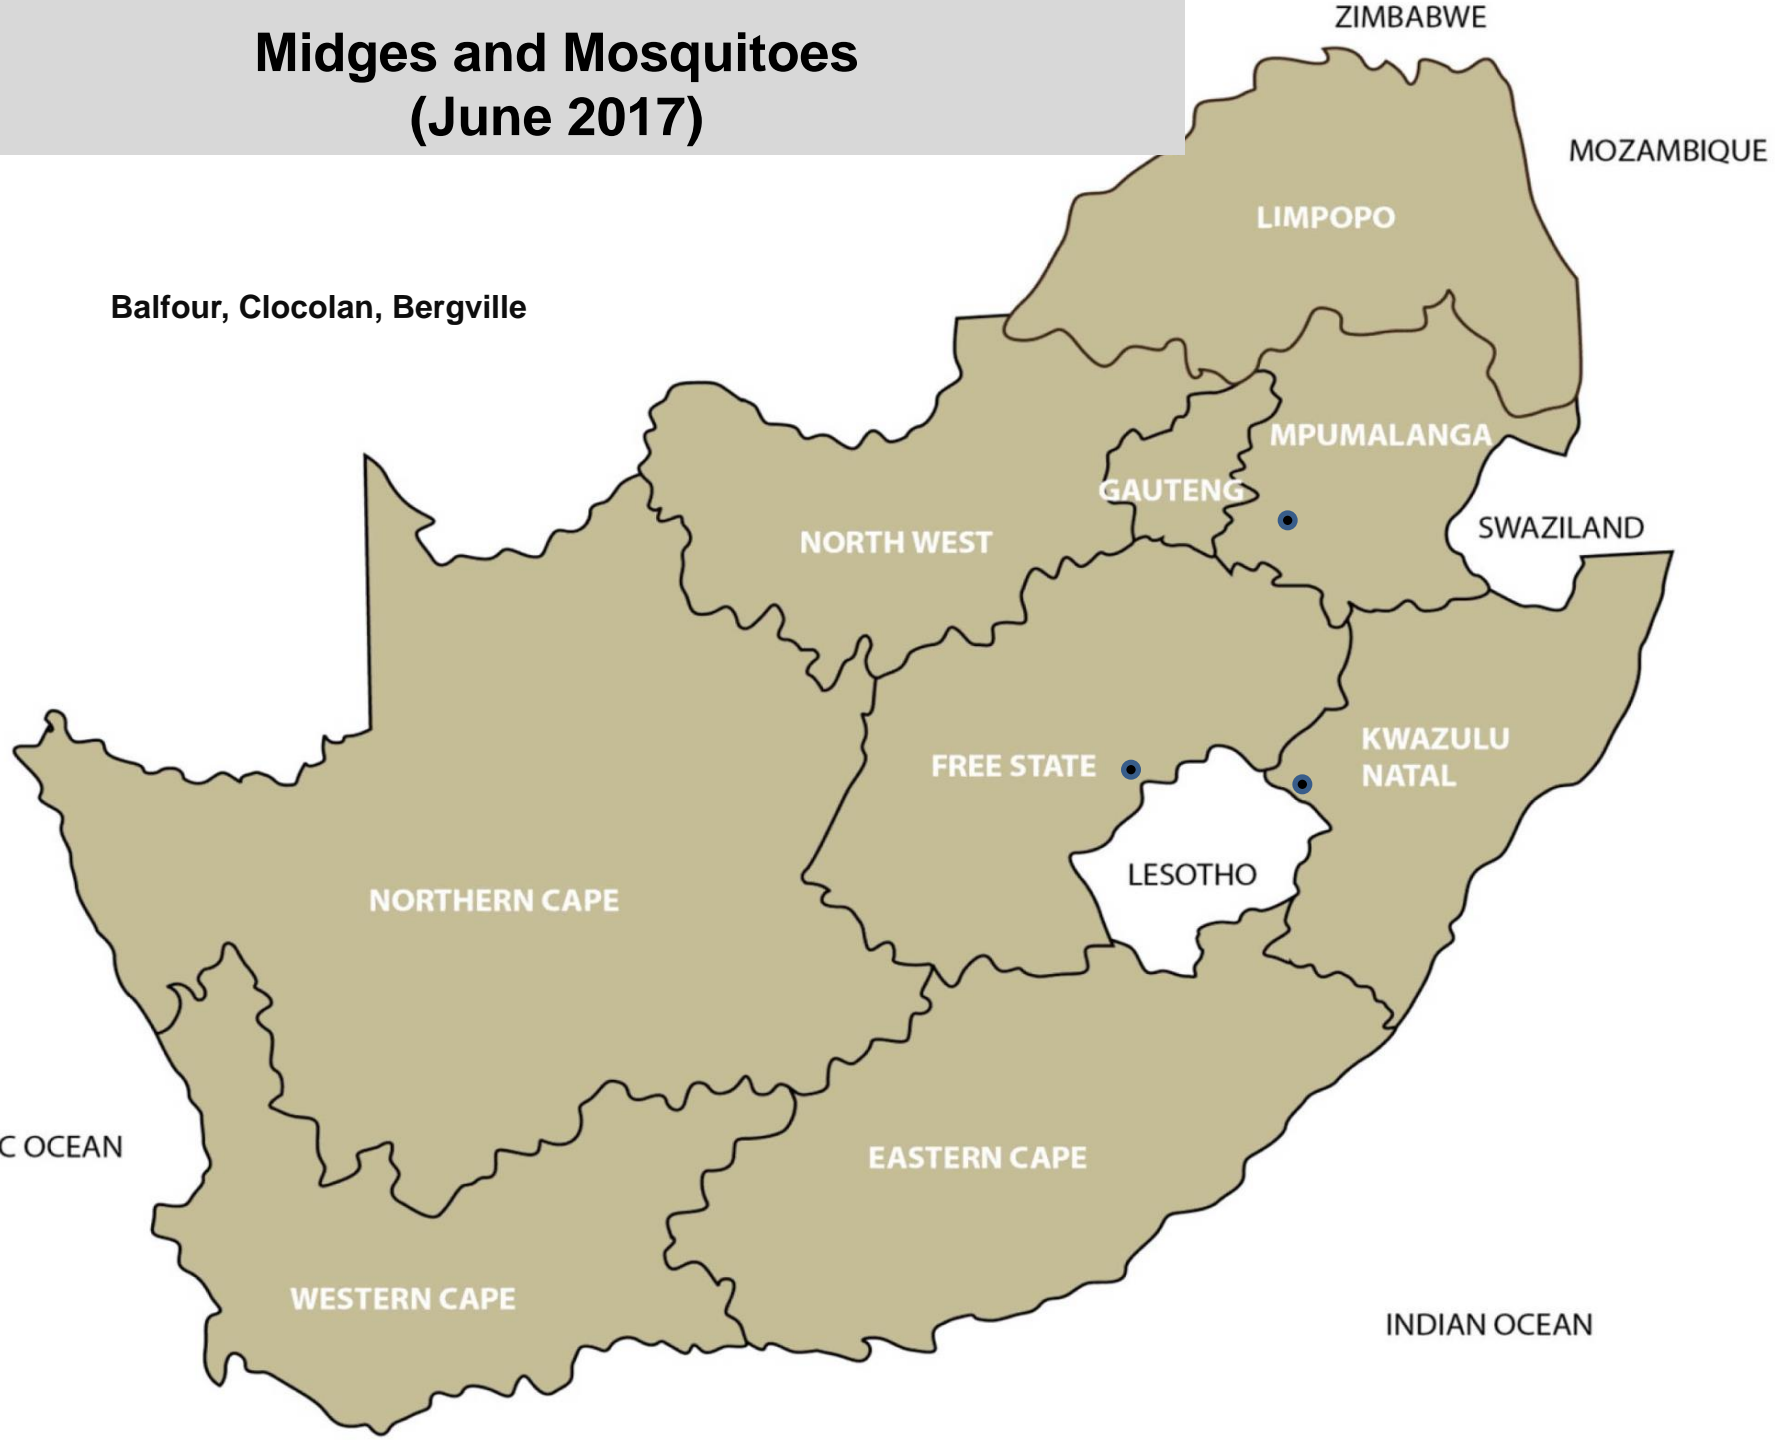 Midges and Mosquitoes
(June 2017)
ZIMBABWE
MOZAMBIQUE
LIMPOPO
Balfour, Clocolan, Bergville
MPUMALANGA
GAUTENG
SWAZILAND
NORTH WEST
KWAZULU
NATAL
FREE STATE
LESOTHO
NORTHERN CAPE
C OCEAN
EASTERN CAPE
WESTERN CAPE
INDIAN OCEAN